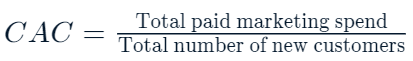 CAC = Total paid marketing spend
Total number of new customers